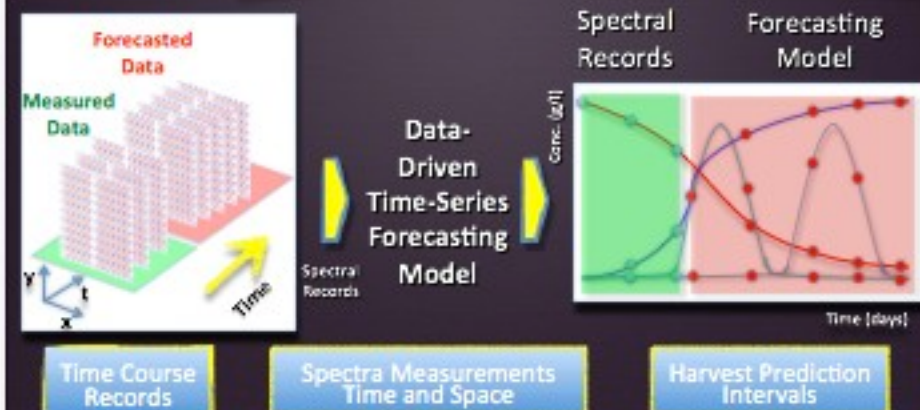 Forecasted
Data
Measured
Data
y
t
x
Time
Spectral
Records
Data-
Driven
Time-Series
Forecasting
Model
Spectral
Records
Forecasting
Model
Conc. (g/l)
Time (days)
Time Course
Records
Spectra Measurements
Time and Space
Harvest Prediction
Intervals